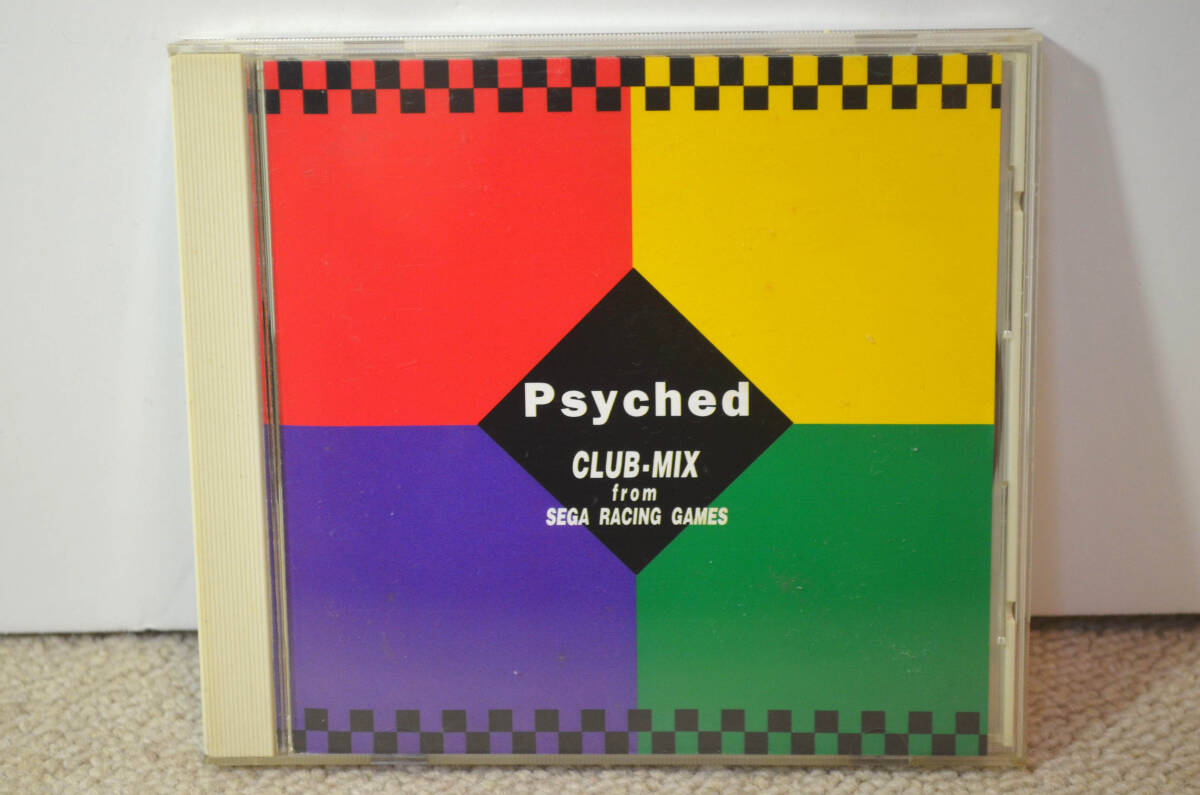 Psyched
CLUB-MIX
from
SEGA RACING GAMES